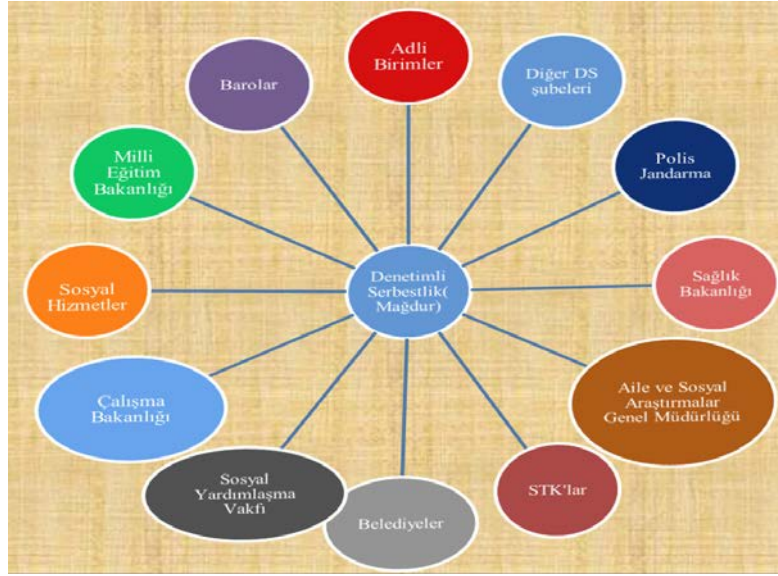 Adli
Birimler
Diğer DS
şubeleri
Polis
Jandarma
Sağlık
Bakanlığı
Aile ve Sosyal
Araştırmalar
Genel Müdürlüğü
STK'lar
Belediyeler
Sosyal
Yardımlaşma
Vakfı
Çalışma
Bakanlığı
Sosyal
Hizmetler
Milli
Eğitim
Bakanlığı
Barolar
Denetimli
Serbestlik(
Mağdur)